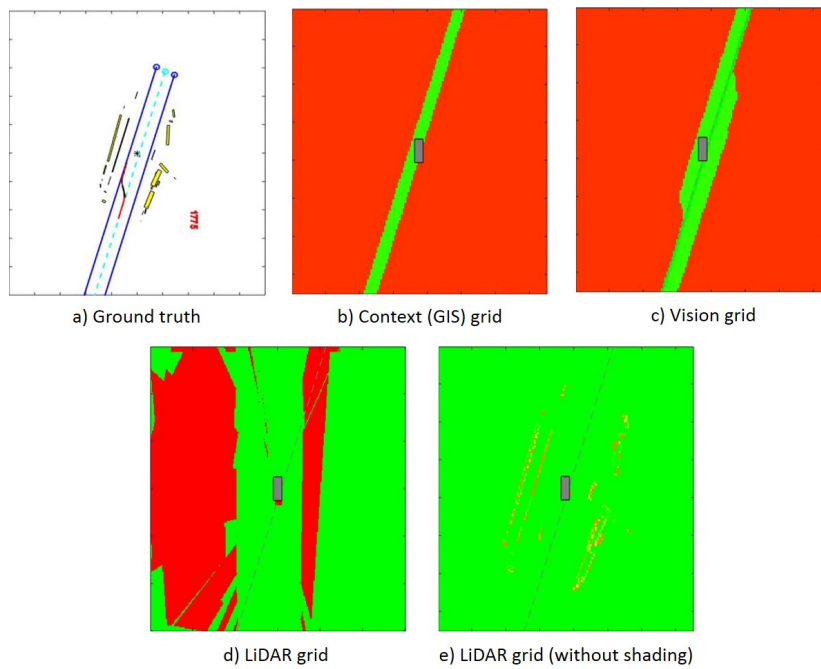 1775
a) Ground truth
b) Context (GIS) grid
c) Vision grid
d) LiDAR grid
e) LiDAR grid (without shading)